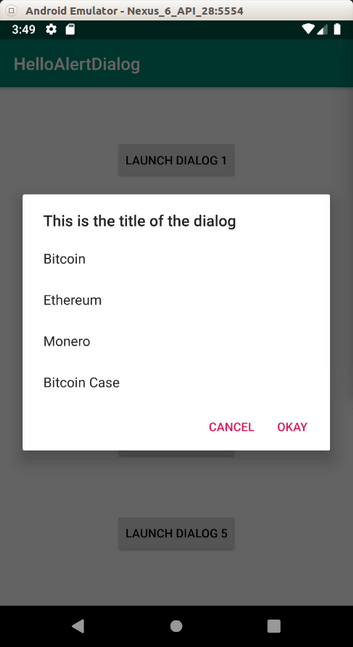 Android Emulator - Nexus_6_API_28:5554
3:49
HelloAlertDialog
LAUNCH DIALOG 1
This is the title of the dialog
Bitcoin
Ethereum
Monero
Bitcoin Case
CANCEL OKAY
LAUNCH DIALOG 5